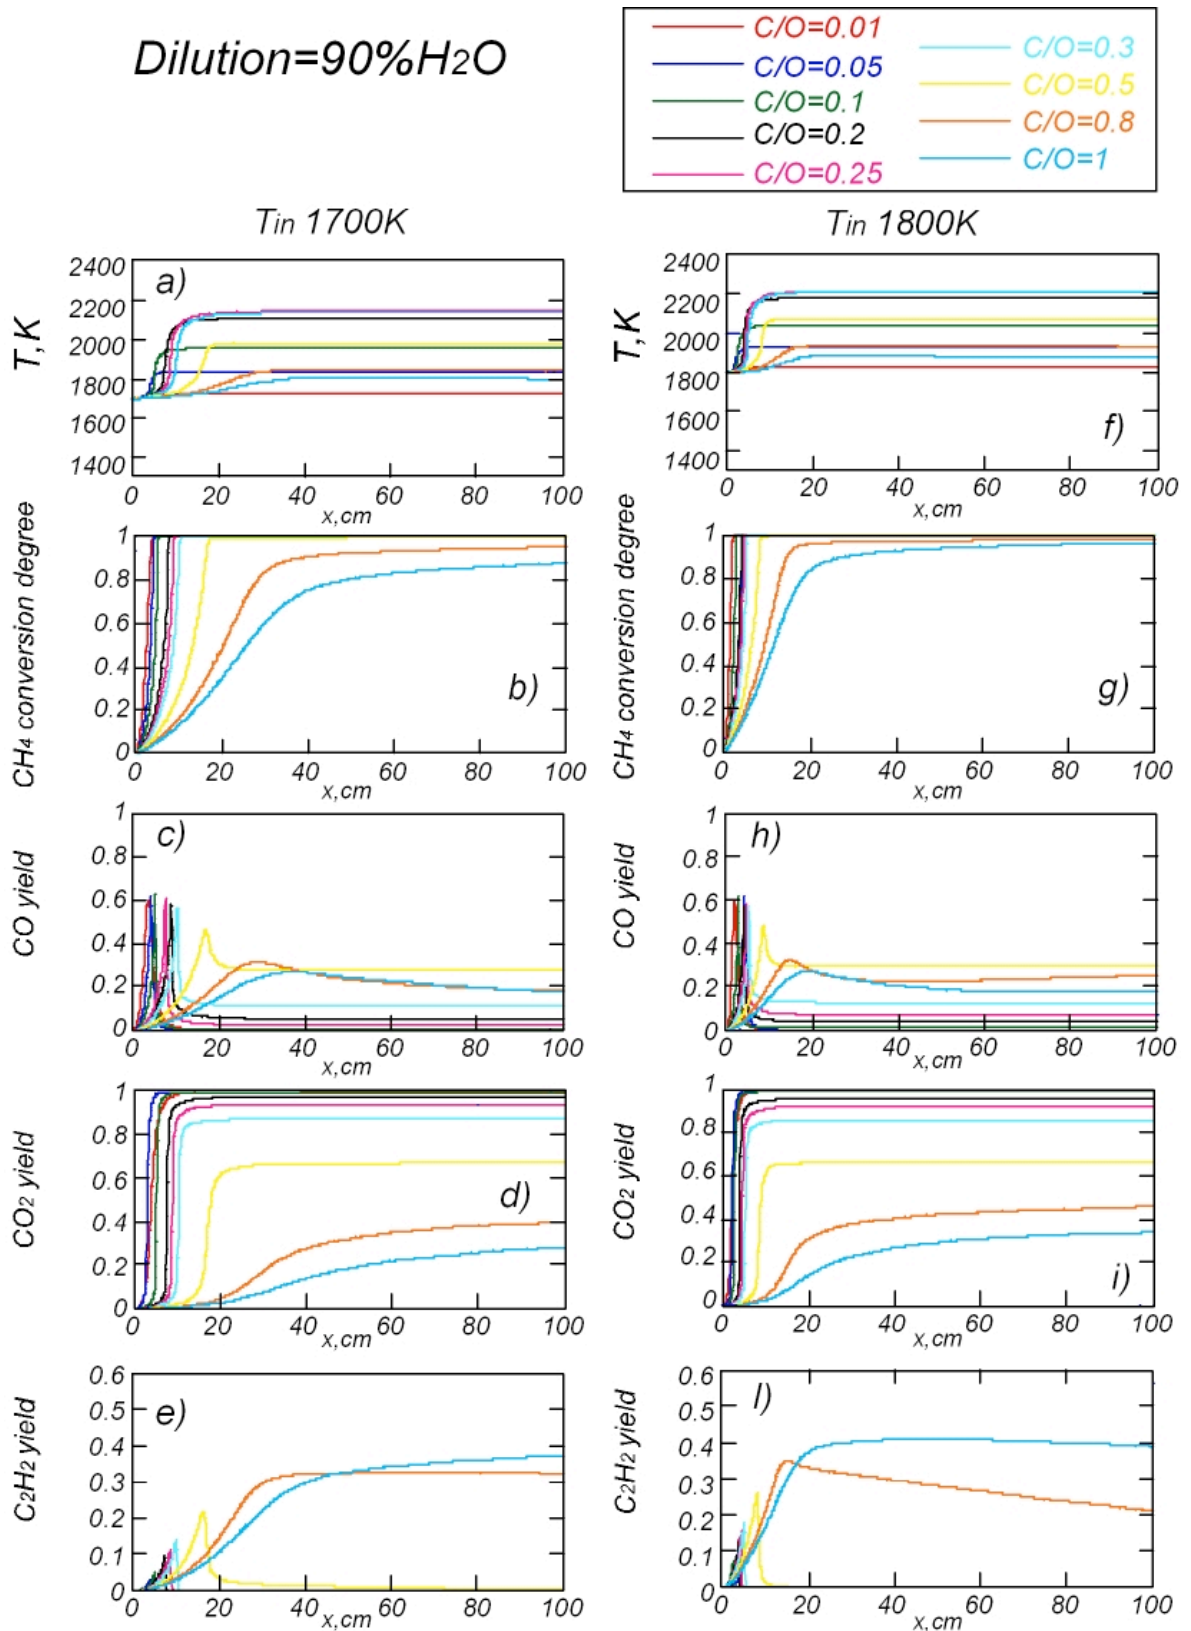 Dilution=90%H2O
C/O=0.01
C/O=0.05
C/O=0.1
C/O=0.2
C/O=0.25
C/O=0.3
C/O=0.5
C/O=0.8
C/O=1
Tin 1700K
Tin 1800K
T,K
2400
2200
2000
1800
1600
1400
a)
0 20 40 60 80 100
x,cm
T,K
2400
2200
2000
1800
1600
1400
f)
0 20 40 60 80 100
x,cm
CH4 conversion degree
1
0.8
0.6
0.4
0.2
0
b)
0 20 40 60 80 100
x,cm
CH4 conversion degree
1
0.8
0.6
0.4
0.2
0
g)
0 20 40 60 80 100
x,cm
CO yield
1
0.8
0.6
0.4
0.2
0
c)
0 20 40 60 80 100
x,cm
CO yield
1
0.8
0.6
0.4
0.2
0
h)
0 20 40 60 80 100
x,cm
CO2 yield
1
0.8
0.6
0.4
0.2
0
d)
0 20 40 60 80 100
x,cm
CO2 yield
1
0.8
0.6
0.4
0.2
0
i)
0 20 40 60 80 100
x,cm
C2H2 yield
0.6
0.5
0.4
0.3
0.2
0.1
0
e)
0 20 40 60 80 100
x,cm
C2H2 yield
0.6
0.5
0.4
0.3
0.2
0.1
0
l)
0 20 40 60 80 100
x,cm